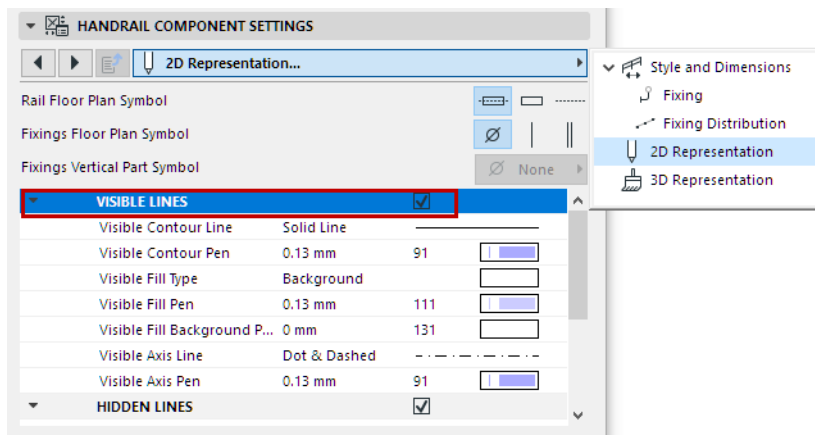 HANDRAIL COMPONENT SETTINGS
2D Representation...
Rail Floor Plan Symbol
Fixings Floor Plan Symbol
Fixings Vertical Part Symbol None
VISIBLE LINES
Visible Contour Line Solid Line
Visible Contour Pen 0.13 mm 91
Visible Fill Type Background
Visible Fill Pen 0.13 mm 111
Visible Fill Background P... 0 mm 131
Visible Axis Line Dot & Dashed
Visible Axis Pen 0.13 mm 91
HIDDEN LINES
Style and Dimensions
Fixing
Fixing Distribution
2D Representation
3D Representation